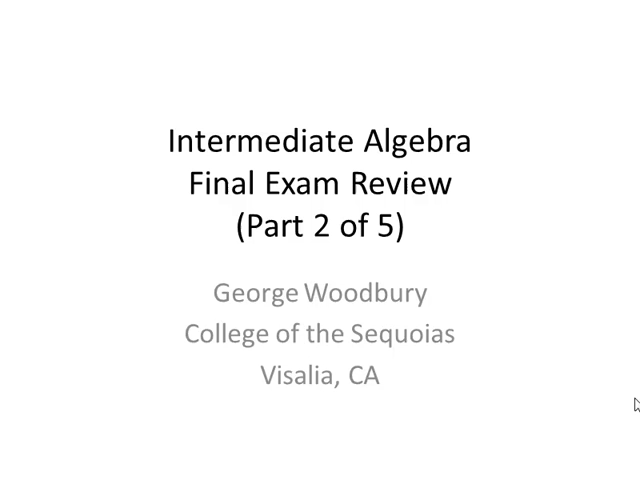 Intermediate Algebra
Final Exam Review
(Part 2 of 5)
George Woodbury
College of the Sequoias
Visalia, CA